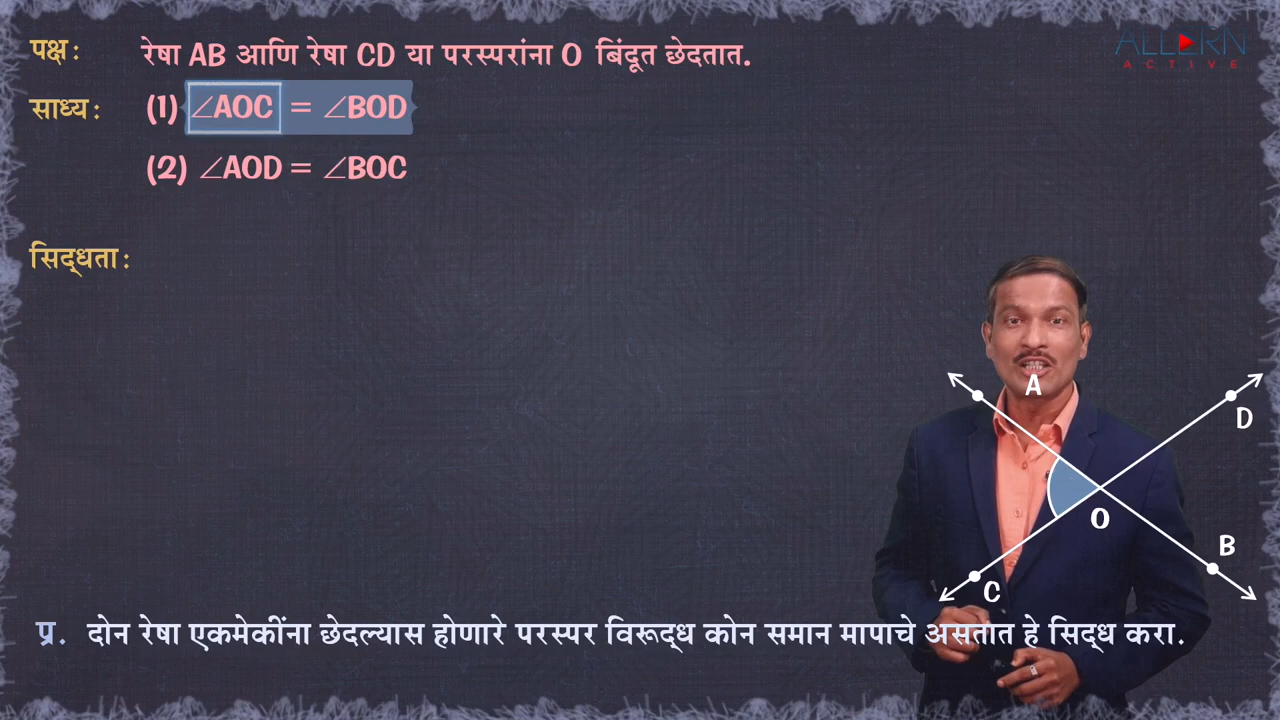 पक्ष : रेषा AB आणि रेषा CD या परस्परांना O बिंदूत छेदतात.
ALLERN
ACTIVE
साध्य : (1) ∠AOC = ∠BOD
(2) ∠AOD = ∠BOC
सिद्धता :
A
D
O
B
C
प्र. दोन रेषा एकमेकींना छेदल्यास होणारे परस्पर विरूद्ध कोन समान मापाचे असतात हे सिद्ध करा.